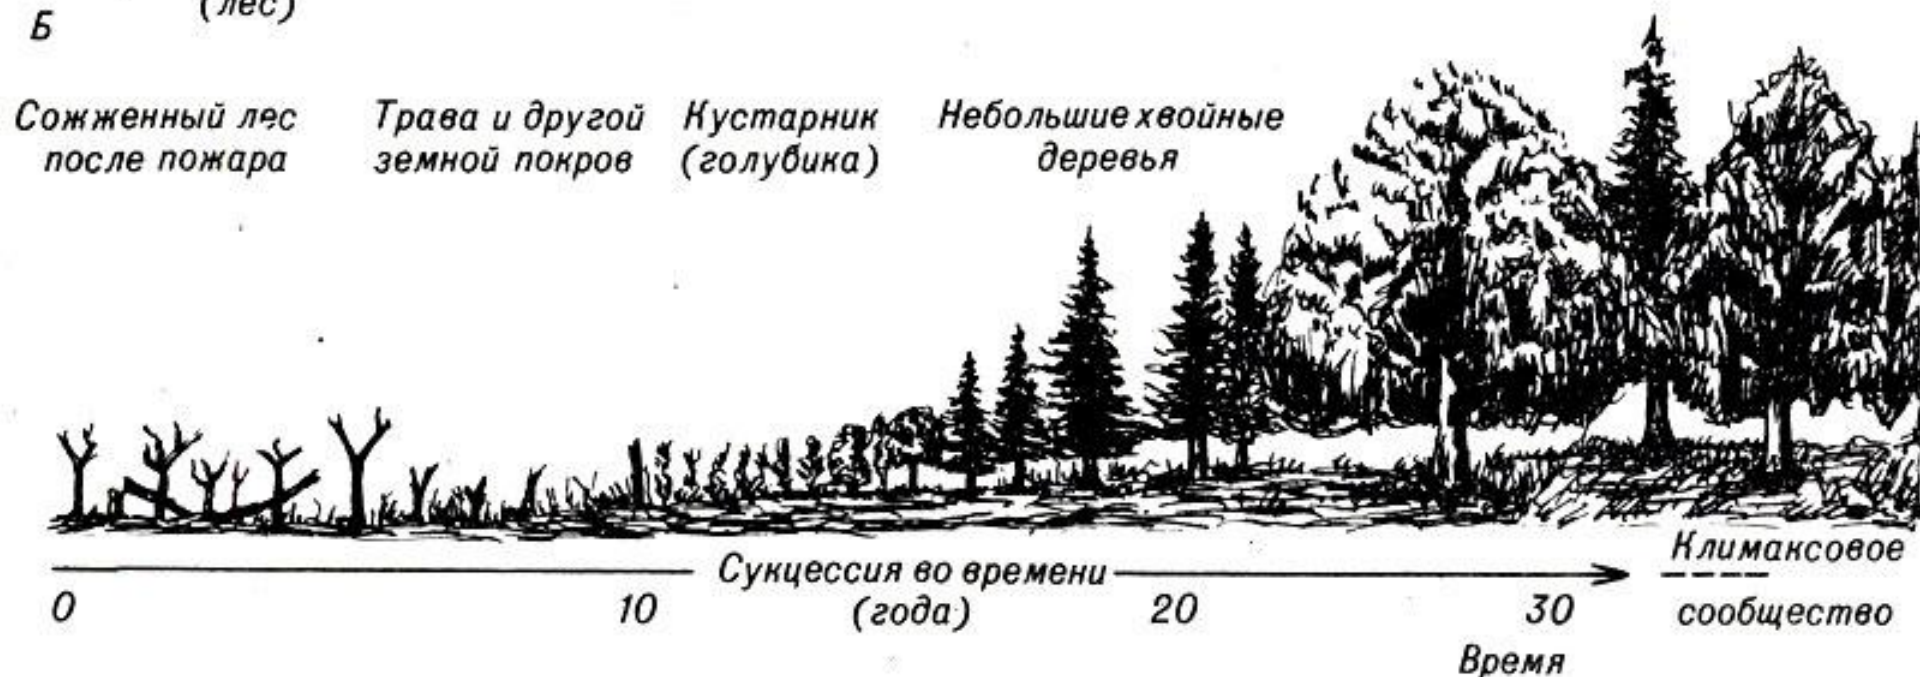 (лес)
Б
Сожженный лес
после пожара
Трава и другой
земной покров
Кустарник
(голубика)
Небольшие хвойные
деревья
Сукцессия во времени
(года)
0 10 20 30
Климаксовое
сообщество
Время